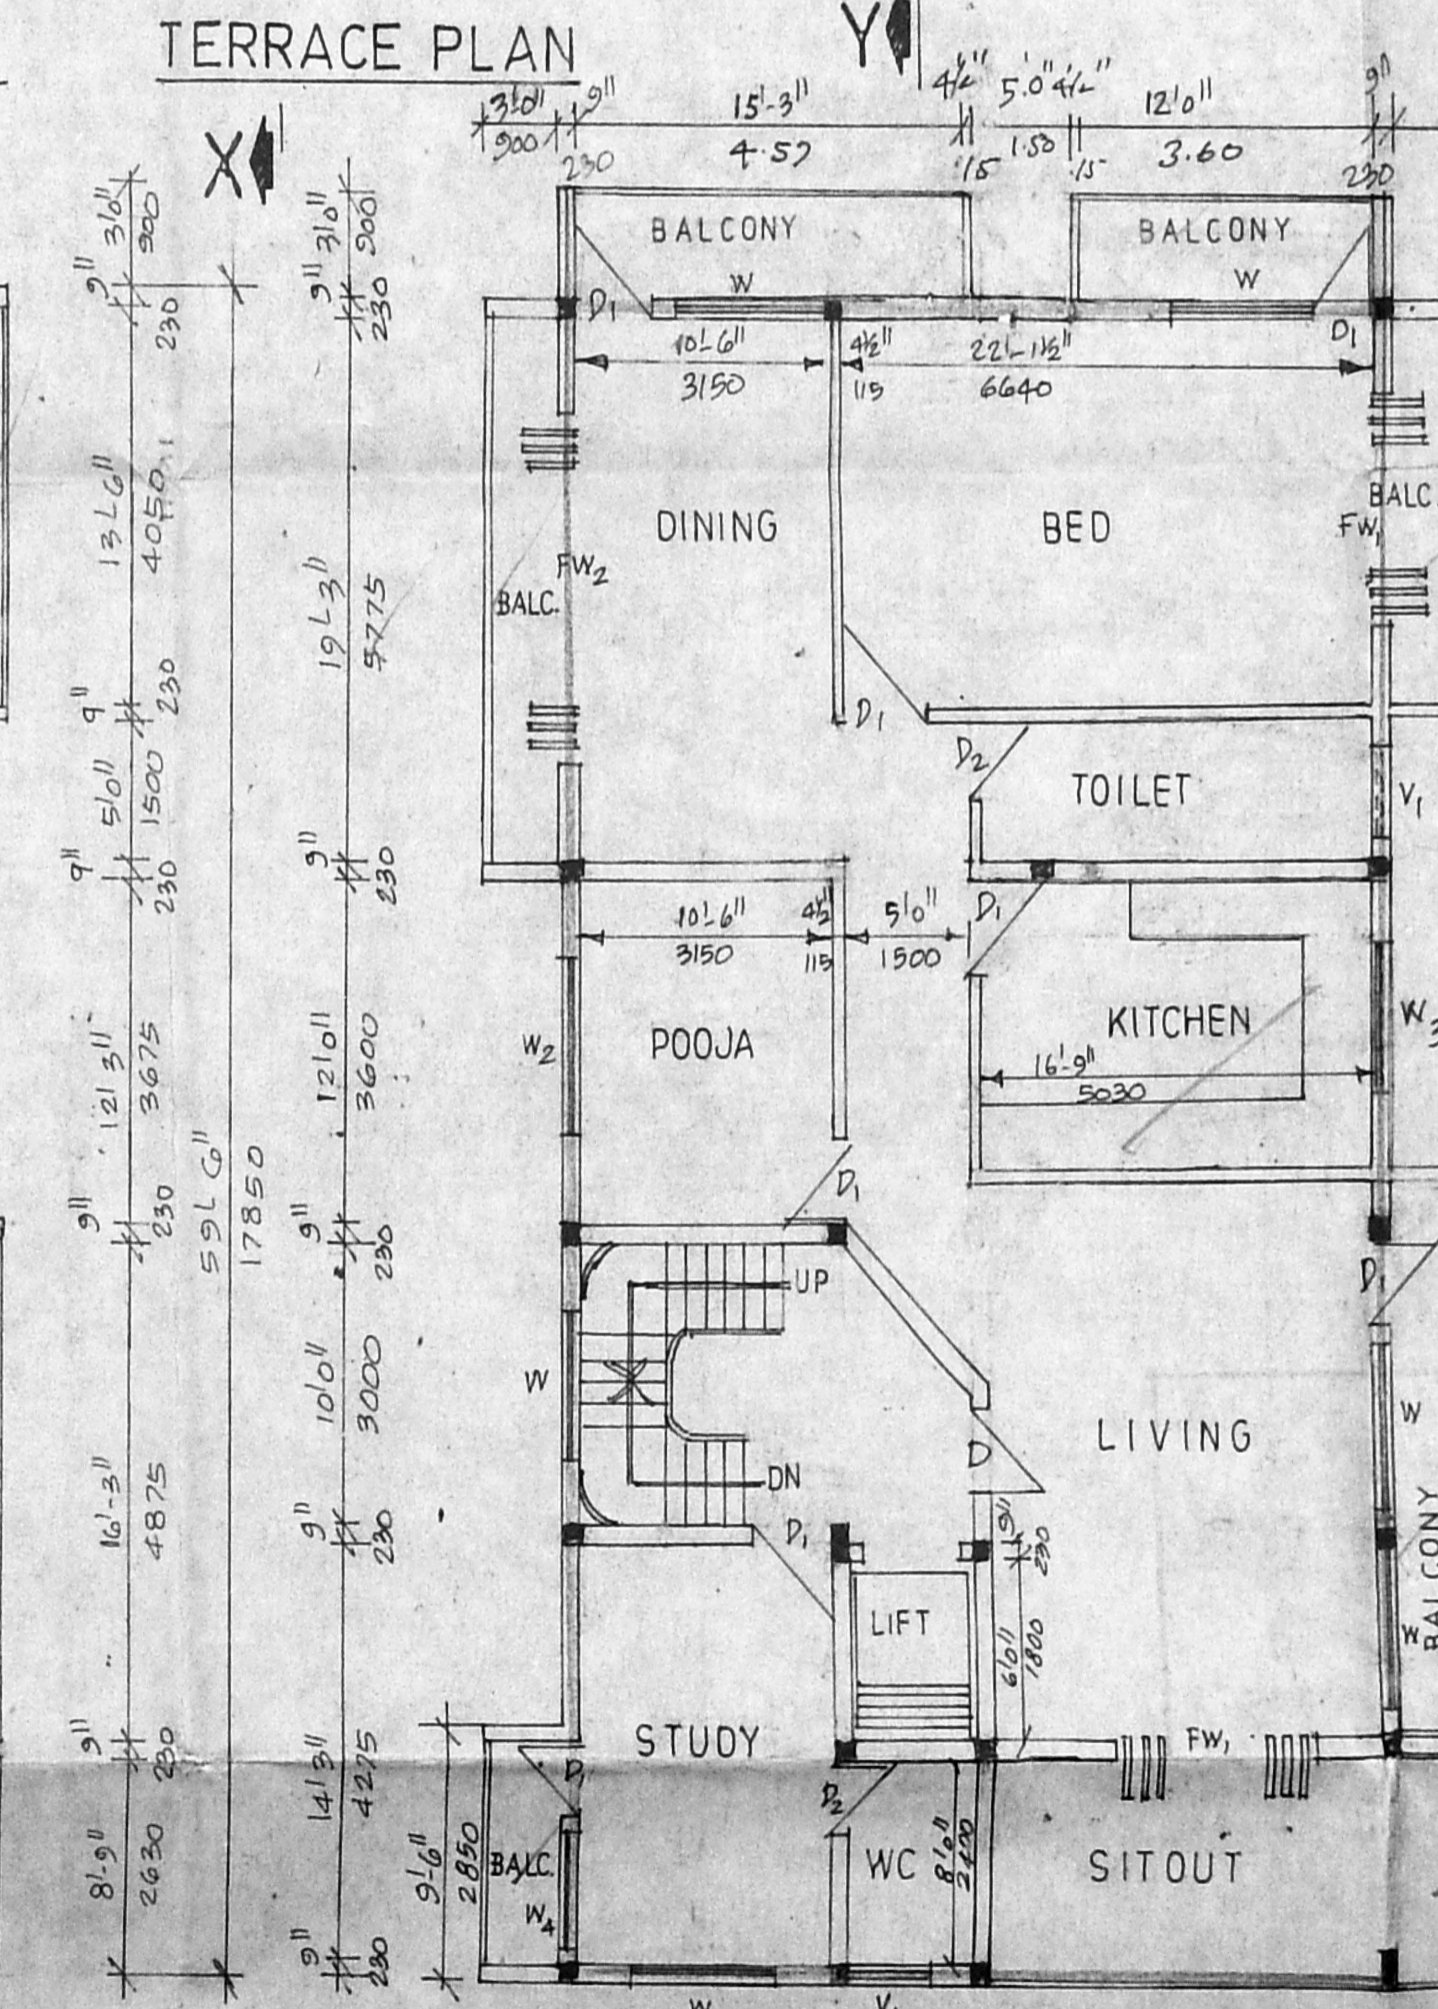 TERRACE PLAN
Y
X
3'0" 9" 15'-3" 4½" 5'.0" 4½" 12'0" 9"
900 230 4.57 .15 1.50 .15 3.60 230
BALCONY
BALCONY
W
W
D1
D1
10'-6" 4½" 22'-1½"
3150 115 6640
DINING
BED
BALC
FW1
FW2
BALC.
D1
D2
TOILET
V1
10'-6" 4½" 5'0"
3150 115 1500
D1
KITCHEN
W3
16'-9"
5030
W2
POOJA
D1
UP
D1
W
DN
D
LIVING
W
D1
9"
230
LIFT
6'0"
1800
W
BALCONY
STUDY
FW1
D1
D2
WC
8'0"
2400
SITOUT
BALC.
W4
W
V1
3'0"
900
9"
230
13'-6"
4050
9"
230
5'0"
1500
9"
230
12'3"
3675
9"
230
16'-3"
4875
9"
230
8'-9"
2630
59'-6"
17850
3'0"
900
9"
230
19'-3"
5775
9"
230
12'0"
3600
9"
230
10'0"
3000
9"
230
14'3"
4275
9"
230
9'-6"
2850